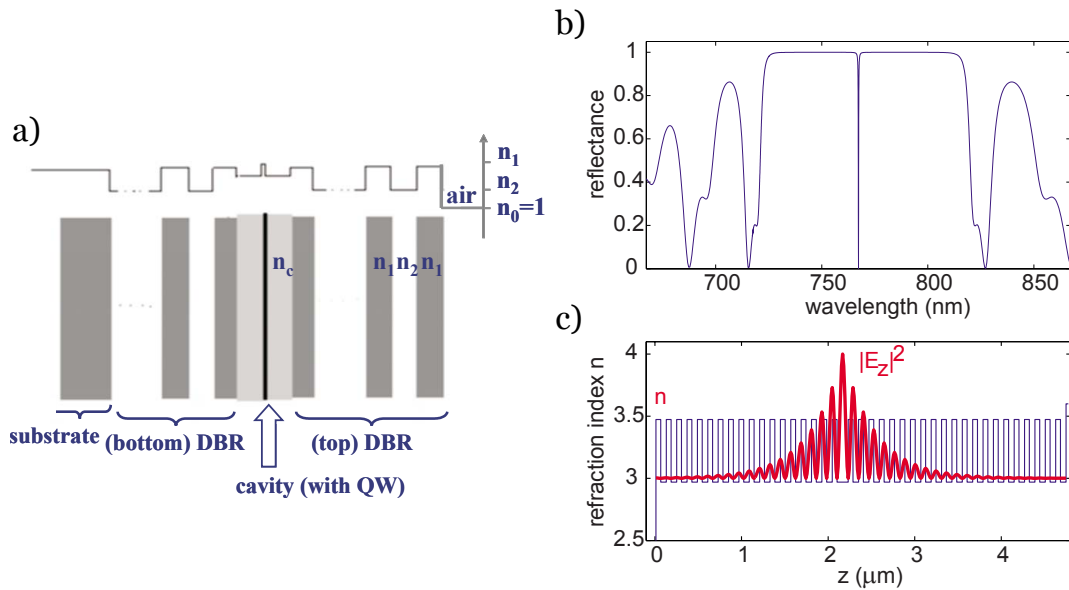 a)
n1
n2
air
n0=1
nc
n1 n2 n1
substrate
(bottom) DBR
(top) DBR
cavity (with QW)
b)
reflectance
1
0.8
0.6
0.4
0.2
0
700
750
800
850
wavelength (nm)
c)
refraction index n
4
3.5
3
2.5
n
|Ez|²
0
1
2
3
4
z (μm)